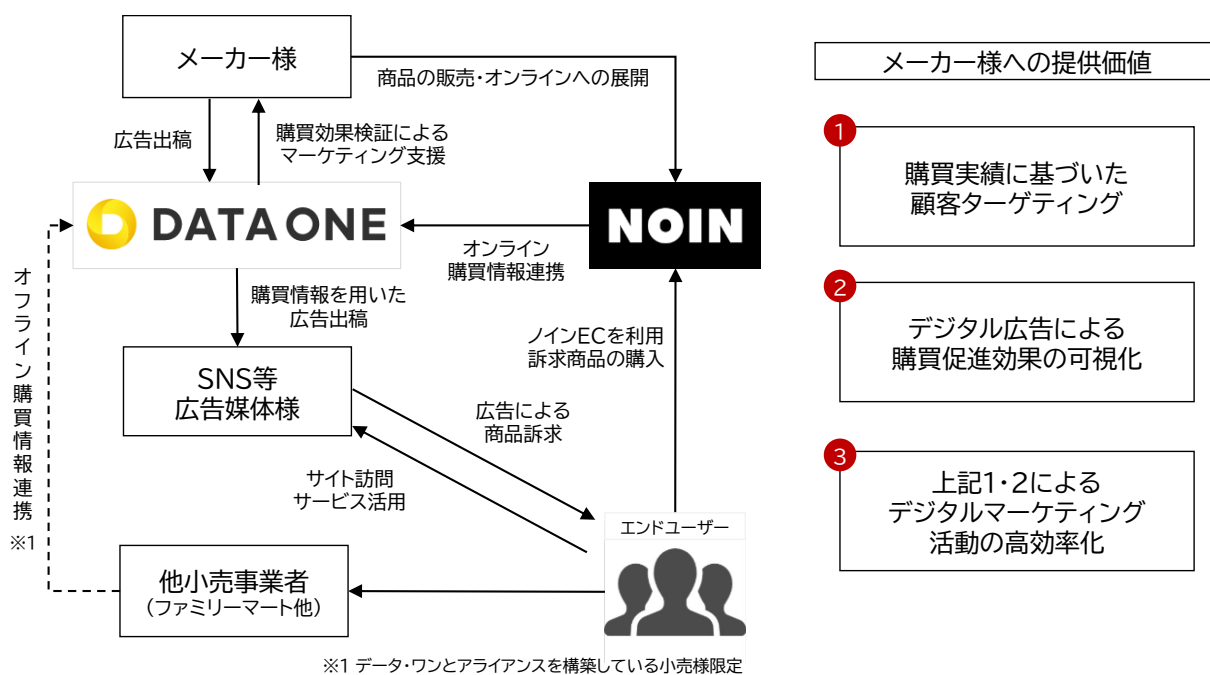 メーカー様
商品の販売・オンラインへの展開
広告出稿
購買効果検証による
マーケティング支援
DATA ONE
NOIN
オンライン
購買情報連携
オフライン購買情報連携
※1
購買情報を用いた
広告出稿
ノインECを利用
訴求商品の購入
SNS等
広告媒体様
広告による
商品訴求
サイト訪問
サービス活用
エンドユーザー
他小売事業者
（ファミリーマート他）
※1 データ・ワンとアライアンスを構築している小売様限定
メーカー様への提供価値
1
購買実績に基づいた
顧客ターゲティング
2
デジタル広告による
購買促進効果の可視化
3
上記1・2による
デジタルマーケティング
活動の高効率化